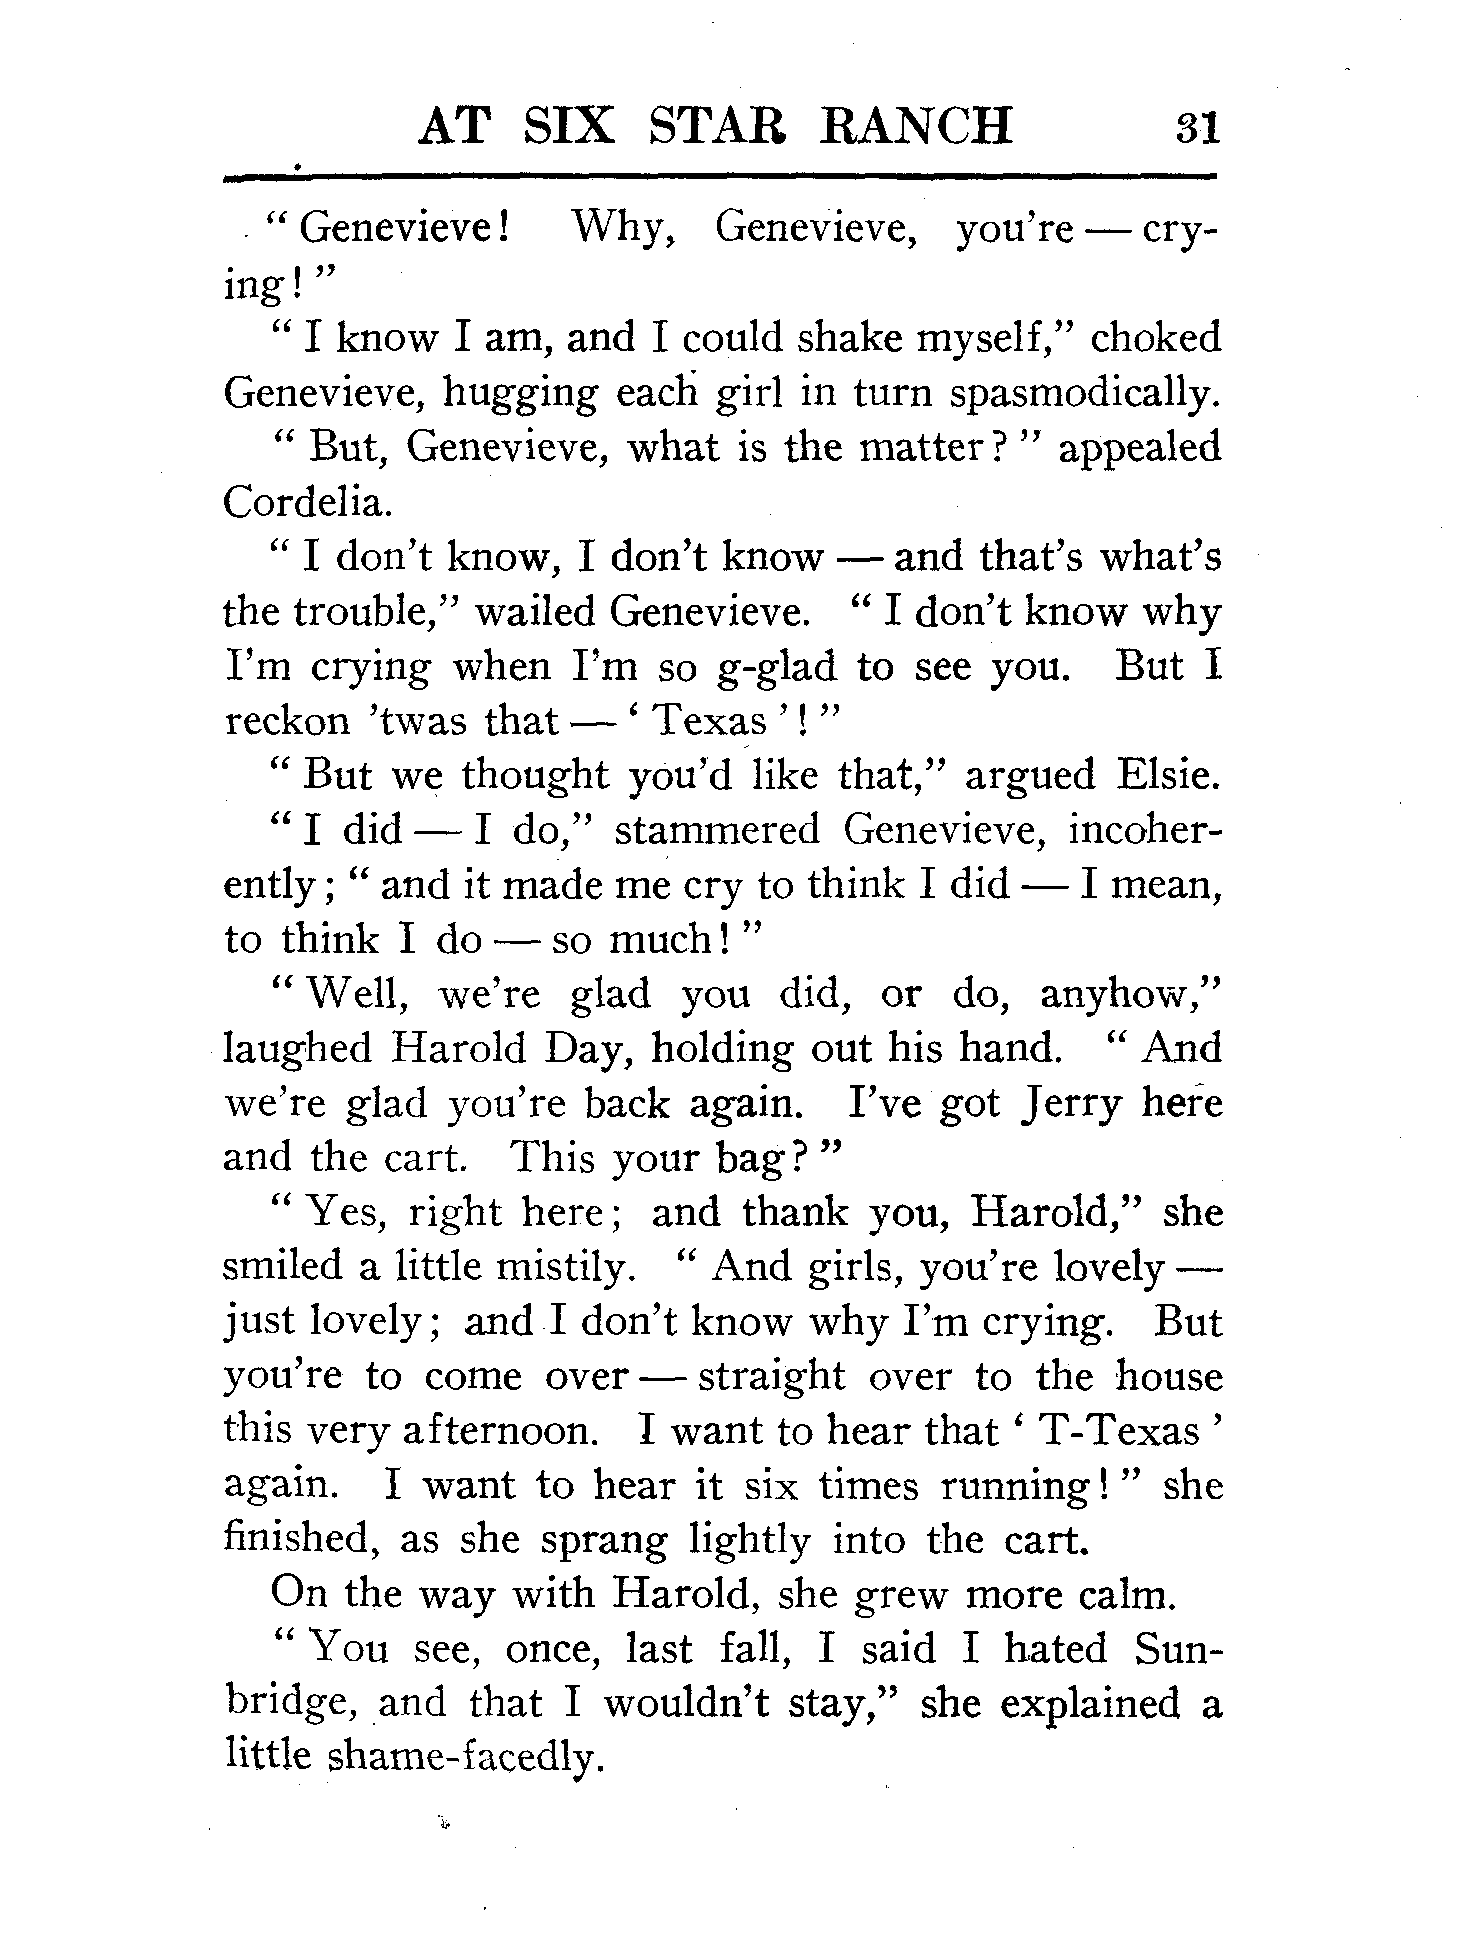 AT SIX STAR RANCH 31
" Genevieve! Why, Genevieve, you're — cry-
ing! "
" I know I am, and I could shake myself," choked
Genevieve, hugging each girl in turn spasmodically.
" But, Genevieve, what is the matter? " appealed
Cordelia.
" I don't know, I don't know — and that's what's
the trouble," wailed Genevieve. " I don't know why
I'm crying when I'm so g-glad to see you. But I
reckon 'twas that — ' Texas '! "
" But we thought you'd like that," argued Elsie.
" I did — I do," stammered Genevieve, incoher-
ently; " and it made me cry to think I did — I mean,
to think I do — so much! "
" Well, we're glad you did, or do, anyhow,"
laughed Harold Day, holding out his hand. " And
we're glad you're back again. I've got Jerry here
and the cart. This your bag? "
" Yes, right here; and thank you, Harold," she
smiled a little mistily. " And girls, you're lovely —
just lovely; and I don't know why I'm crying. But
you're to come over — straight over to the house
this very afternoon. I want to hear that ' T-Texas '
again. I want to hear it six times running! " she
finished, as she sprang lightly into the cart.
On the way with Harold, she grew more calm.
" You see, once, last fall, I said I hated Sun-
bridge, and that I wouldn't stay," she explained a
little shame-facedly.